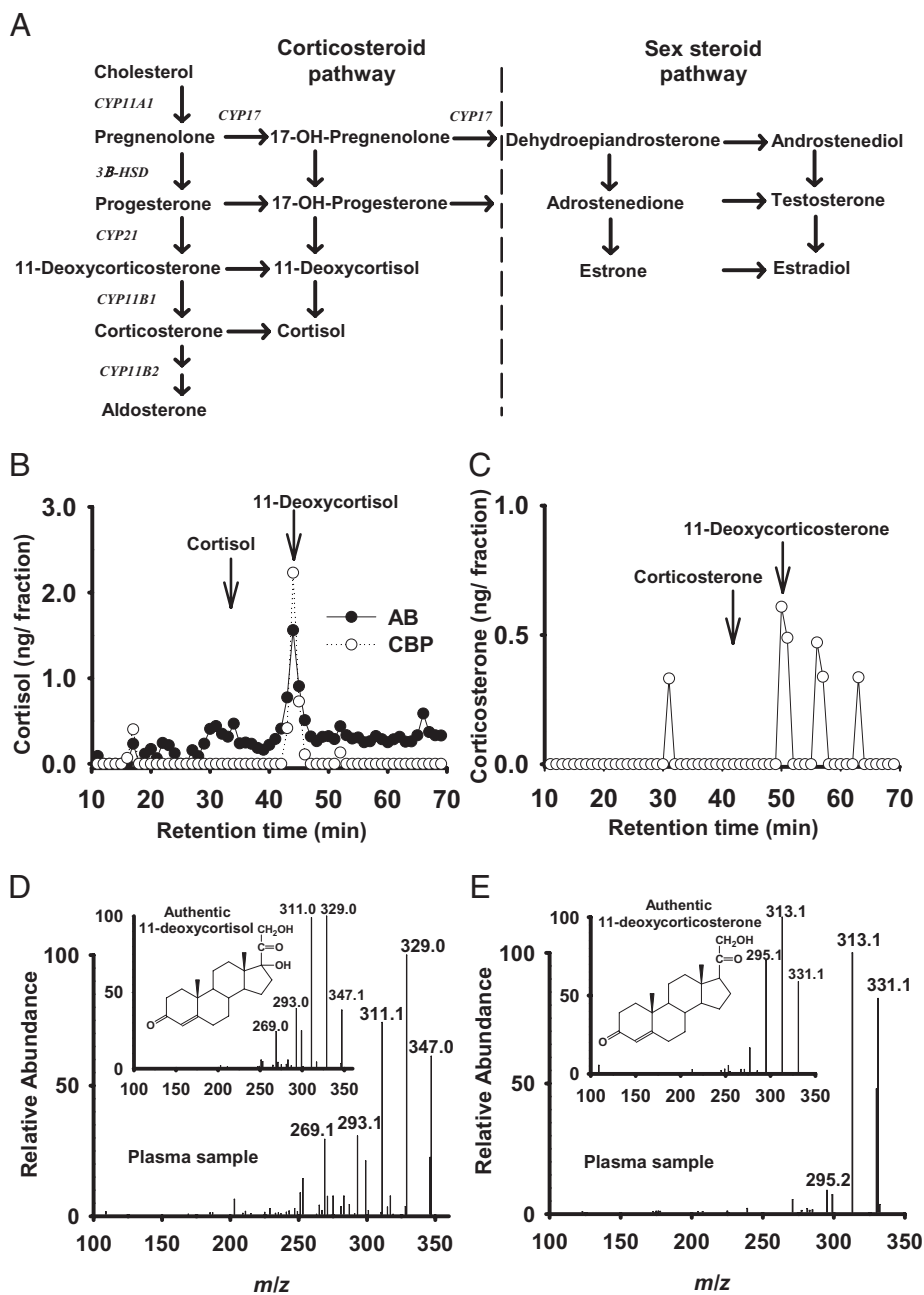 A
Corticosteroid
pathway
Sex steroid
pathway
Cholesterol
CYP11A1
CYP17
CYP17
Pregnenolone
17-OH-Pregnenolone
Dehydroepiandrosterone
Androstenediol
3B-HSD
Progesterone
17-OH-Progesterone
Adrostenedione
Testosterone
CYP21
11-Deoxycorticosterone
11-Deoxycortisol
Estrone
Estradiol
CYP11B1
Corticosterone
Cortisol
CYP11B2
Aldosterone
B
3.0
2.0
1.0
0.0
Cortisol (ng/ fraction)
11-Deoxycortisol
Cortisol
AB
CBP
10 20 30 40 50 60 70
Retention time (min)
C
1.0
0.5
0.0
Corticosterone (ng/ fraction)
11-Deoxycorticosterone
Corticosterone
10 20 30 40 50 60 70
Retention time (min)
D
100
50
0
Relative Abundance
100
50
0
Authentic
11-deoxycortisol
CH2OH
C=O
OH
O
311.0
329.0
293.0
269.0
347.1
100 150 200 250 300 350
329.0
311.1
347.0
293.1
269.1
Plasma sample
100 150 200 250 300 350
m/z
E
100
50
0
Relative Abundance
100
50
0
Authentic
11-deoxycorticosterone
CH2OH
C=O
O
313.1
295.1
331.1
100 150 200 250 300 350
313.1
331.1
295.2
Plasma sample
100 150 200 250 300 350
m/z